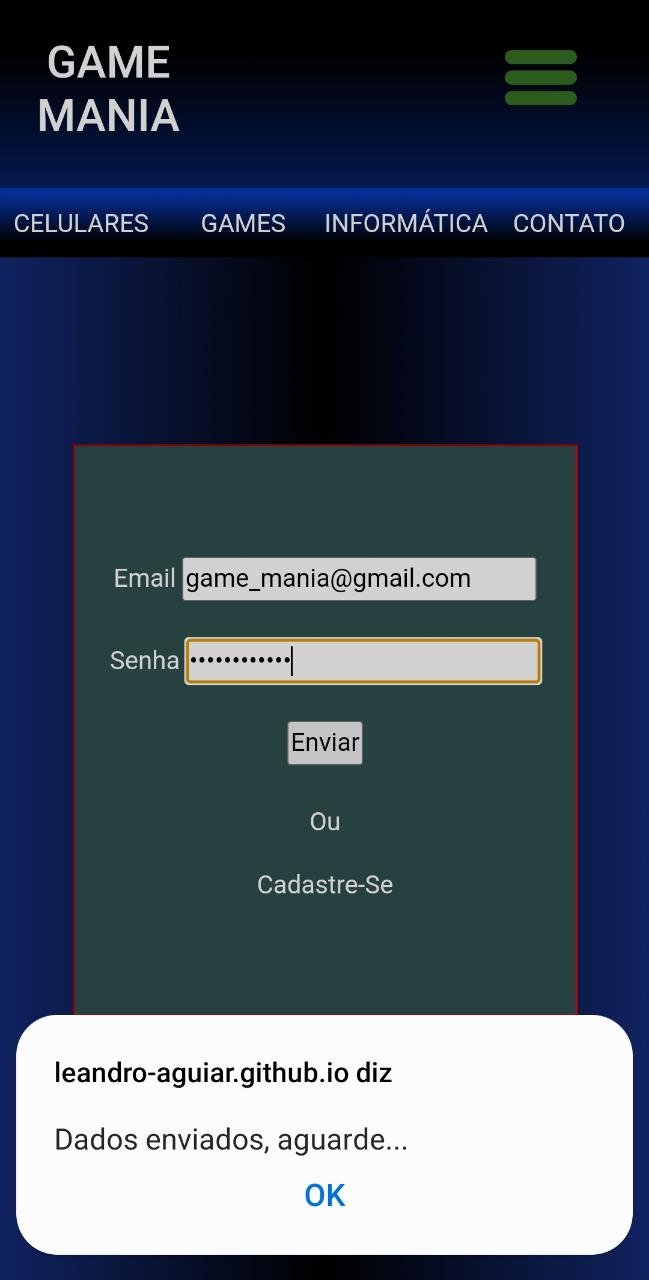 GAME
MANIA
CELULARES GAMES INFORMÁTICA CONTATO
Email game_mania@gmail.com
Senha ••••••••••••
Enviar
Ou
Cadastre-Se
leandro-aguiar.github.io diz
Dados enviados, aguarde...
OK